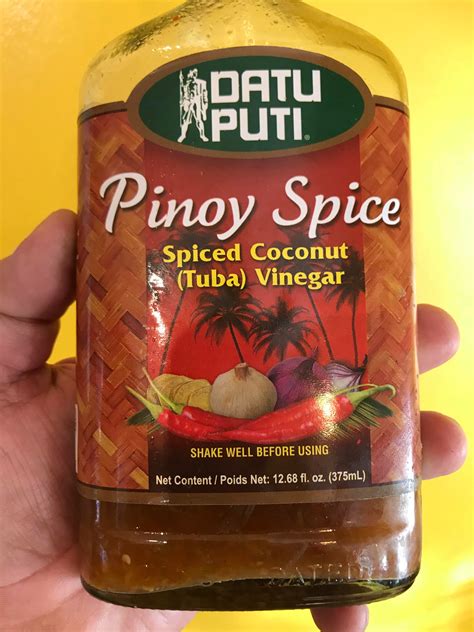 DATU
PUTI®
Pinoy Spice
Spiced Coconut
(Tuba) Vinegar
SHAKE WELL BEFORE USING
Net Content / Poids Net: 12.68 fl. oz. (375mL)